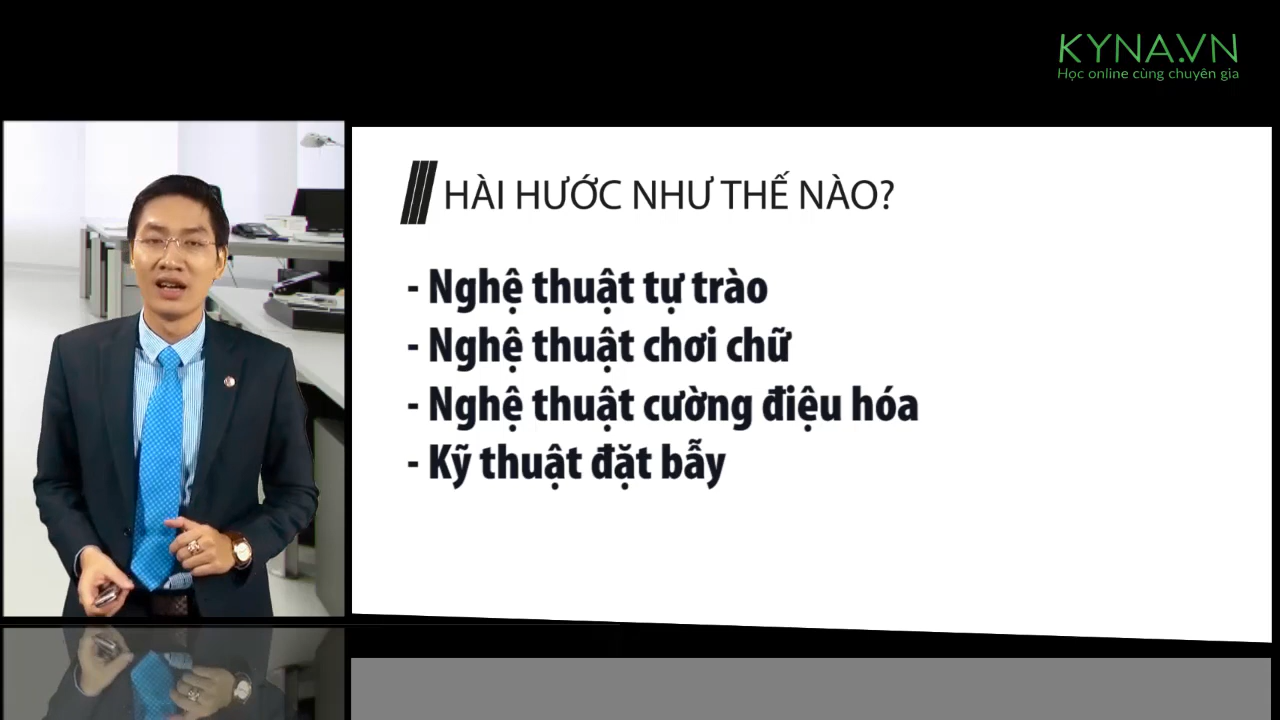 KYNA.VN
Học online cùng chuyên gia
HÀI HƯỚC NHƯ THẾ NÀO?
- Nghệ thuật tự trào
- Nghệ thuật chơi chữ
- Nghệ thuật cường điệu hóa
- Kỹ thuật đặt bẫy